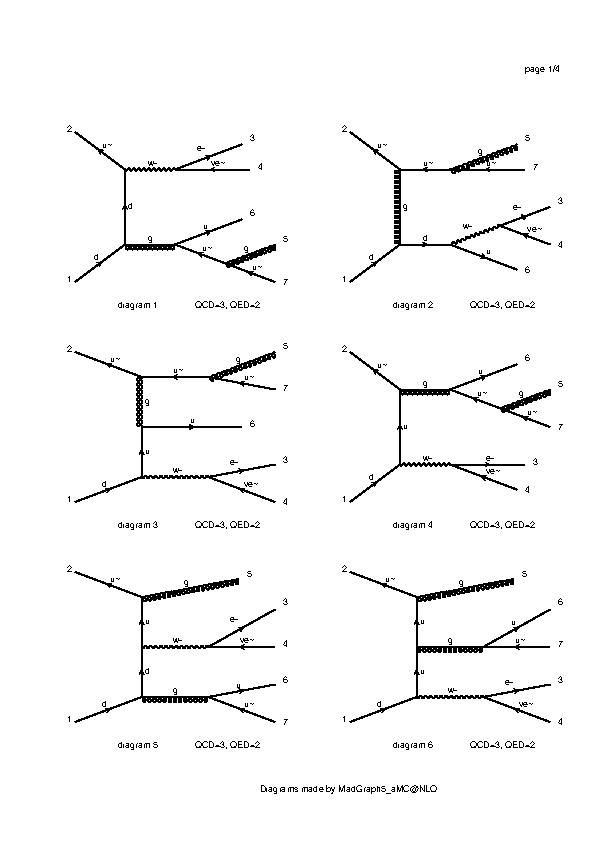 page 1/4
2
u~
w-
e-
3
ve~
4
d
g
u
6
u~
g
5
u~
7
d
1
diagram 1 QCD=3, QED=2
2
u~
u~
g
5
u~
7
g
d
w-
e-
3
ve~
4
u
6
d
1
diagram 2 QCD=3, QED=2
2
u~
u~
g
5
u~
7
g
u
6
u
w-
e-
3
ve~
4
d
1
diagram 3 QCD=3, QED=2
2
u~
g
u
6
u~
g
5
u~
7
u
w-
e-
3
ve~
4
d
1
diagram 4 QCD=3, QED=2
2
u~
g
5
u
w-
e-
3
ve~
4
d
g
u
6
u~
7
d
1
diagram 5 QCD=3, QED=2
2
u~
g
5
u
g
u
6
u~
7
u
w-
e-
3
ve~
4
d
1
diagram 6 QCD=3, QED=2
Diagrams made by MadGraph5_aMC@NLO